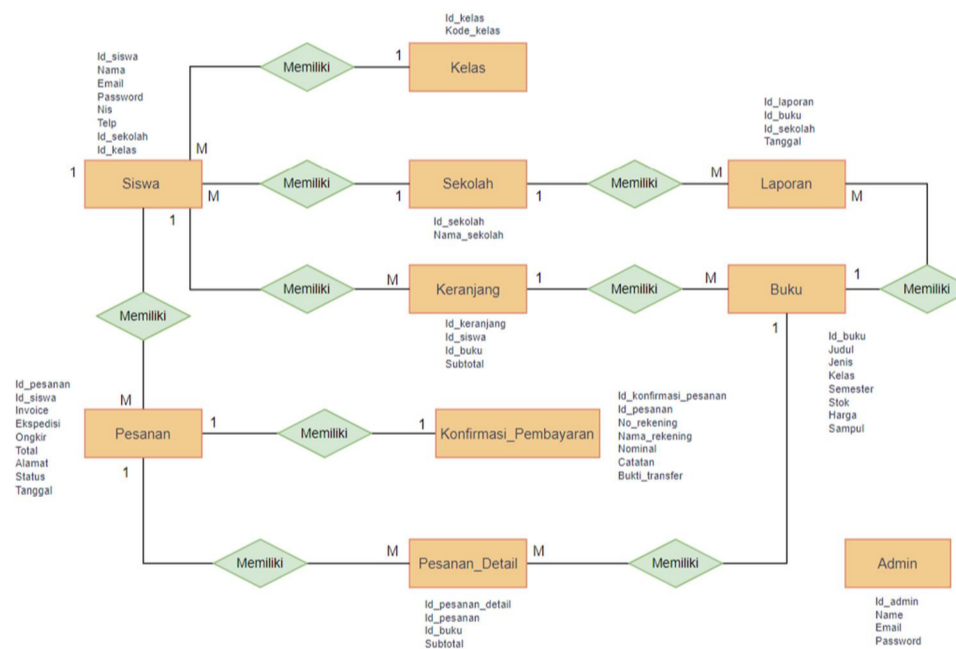 Id_kelas
Kode_kelas
1
Kelas
Memiliki
Id_siswa
Nama
Email
Password
Nis
Telp
Id_sekolah
Id_kelas
M
1
Siswa
M
1
Memiliki
1
Sekolah
1
Id_sekolah
Nama_sekolah
Memiliki
Id_laporan
Id_buku
Id_sekolah
Tanggal
M
Laporan
M
Memiliki
M
Keranjang
1
Id_keranjang
Id_siswa
Id_buku
Subtotal
Memiliki
M
Buku
1
1
Memiliki
Id_buku
Judul
Jenis
Kelas
Semester
Stok
Harga
Sampul
Memiliki
M
Id_pesanan
Id_siswa
Invoice
Ekspedisi
Ongkir
Total
Alamat
Status
Tanggal
Pesanan
1
1
Memiliki
1
Konfirmasi_Pembayaran
Id_konfirmasi_pesanan
Id_pesanan
No_rekening
Nama_rekening
Nominal
Catatan
Bukti_transfer
Memiliki
M
Pesanan_Detail
M
Id_pesanan_detail
Id_pesanan
Id_buku
Subtotal
Memiliki
Admin
Id_admin
Name
Email
Password